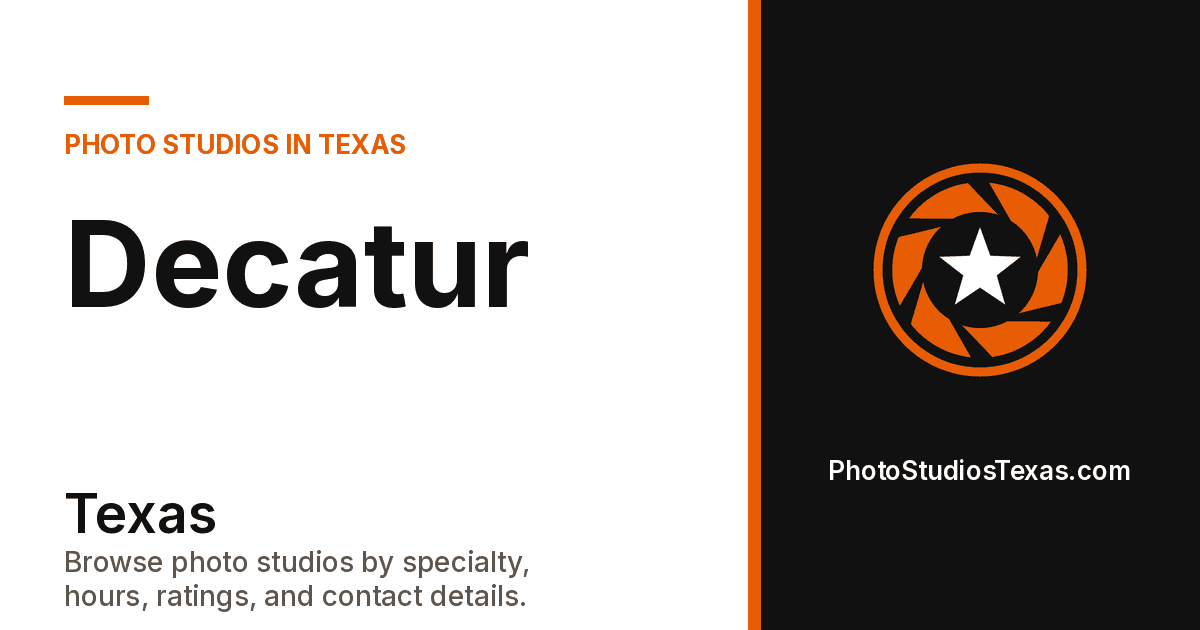 PHOTO STUDIOS IN TEXAS
Decatur
Texas
Browse photo studios by specialty,
hours, ratings, and contact details.
PhotoStudiosTexas.com